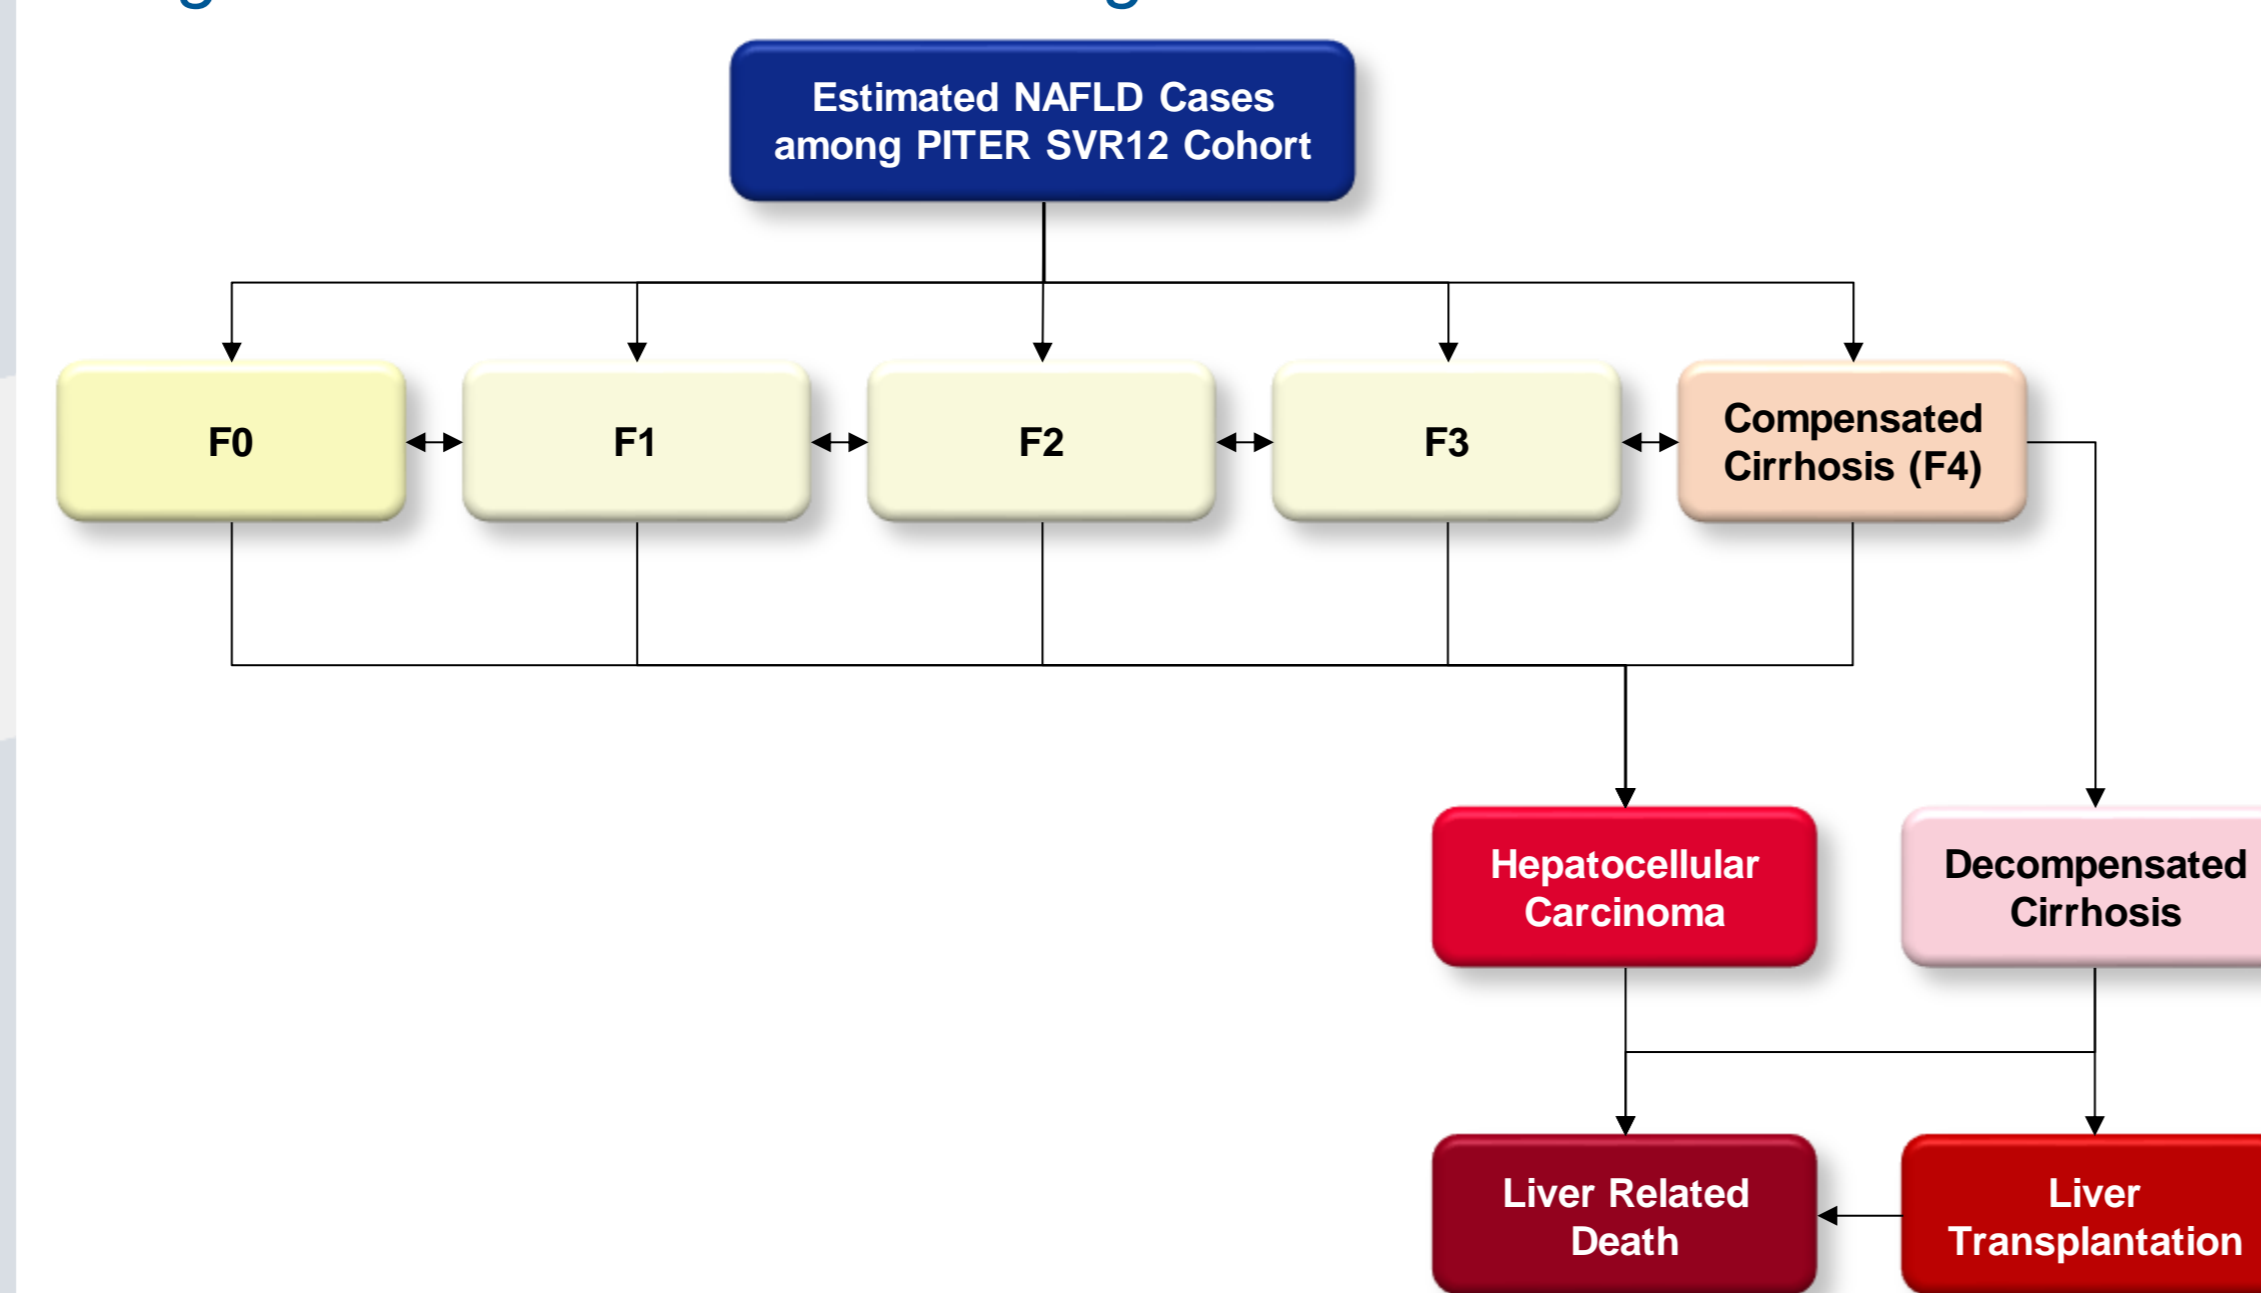 Estimated NAFLD Cases
among PITER SVR12 Cohort
F0
F1
F2
F3
Compensated
Cirrhosis (F4)
Hepatocellular
Carcinoma
Decompensated
Cirrhosis
Liver Related
Death
Liver
Transplantation